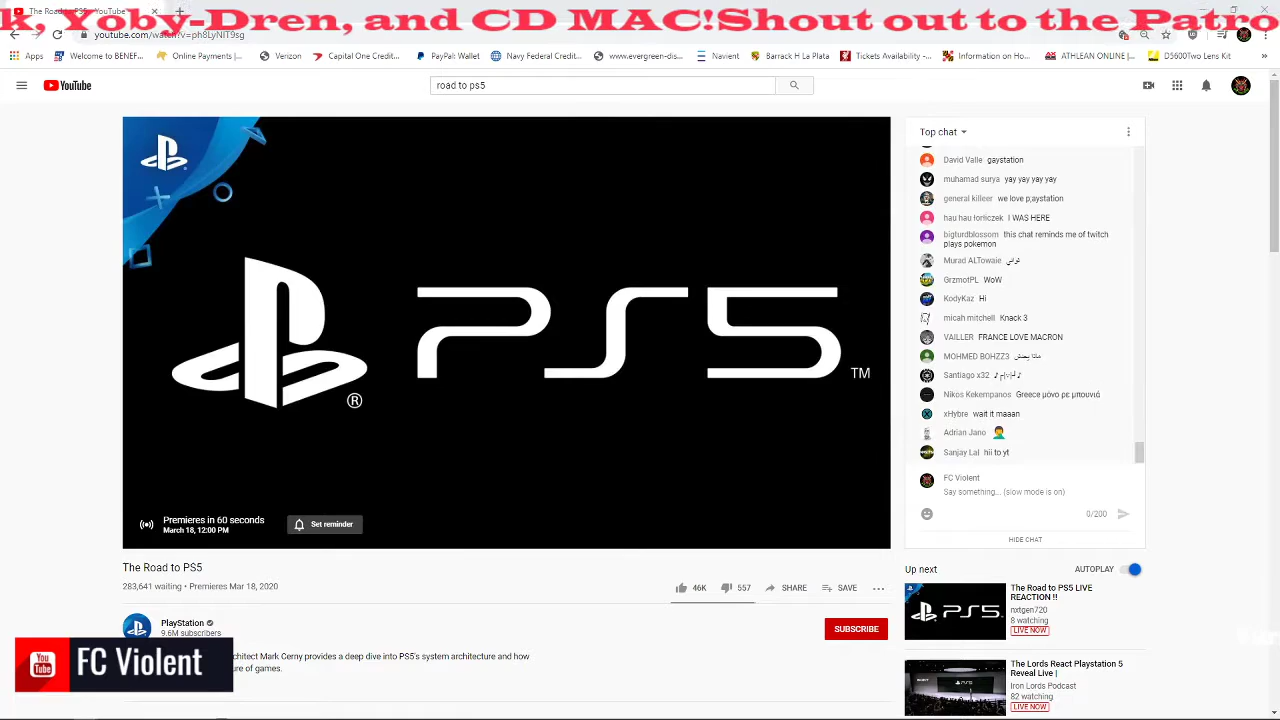 k, Yoby-Dren, and CD MAC!Shout out to the Patro
youtube.com/watch?v=ph8LyNIT9sg
Apps Welcome to BENEF... Online Payments -... Verizon Capital One Credit... PayPal Wallet Navy Federal Credit... www.evergreen-dis... Navient Barrack H La Plata Tickets Availability -... Information on Ho... ATHLEAN ONLINE |... D5600Two Lens Kit
YouTube
road to ps5
PS5 TM
®
Premieres in 60 seconds
March 18, 12:00 PM
Set reminder
Top chat
David Valle gaystation
muhamad surya yay yay yay yay
general killeer we love p,aystation
hau hau łorłiczek I WAS HERE
bigturdblossom this chat reminds me of twitch
plays pokemon
Murad ALTowaie
GrzmotPL WoW
KodyKaz Hi
micah mitchell Knack 3
VAILLER FRANCE LOVE MACRON
MOHMED BOHZZ3
Santiago x32
Nikos Kekempanos Greece μόνο ρε μπουνιά
xHybre wait it maaan
Adrian Jano
Sanjay Lal hii to yt
FC Violent
Say something... (slow mode is on)
0/200
HIDE CHAT
The Road to PS5
283,641 waiting • Premieres Mar 18, 2020
46K 557 SHARE SAVE
PlayStation
9.6M subscribers
SUBSCRIBE
chitect Mark Cerny provides a deep dive into PS5's system architecture and how
ure of games.
You
Tube
FC Violent
Up next
AUTOPLAY
PS5
The Road to PS5 LIVE
REACTION !!
nxtgen720
8 watching
LIVE NOW
The Lords React Playstation 5
Reveal Live |
Iron Lords Podcast
82 watching
LIVE NOW